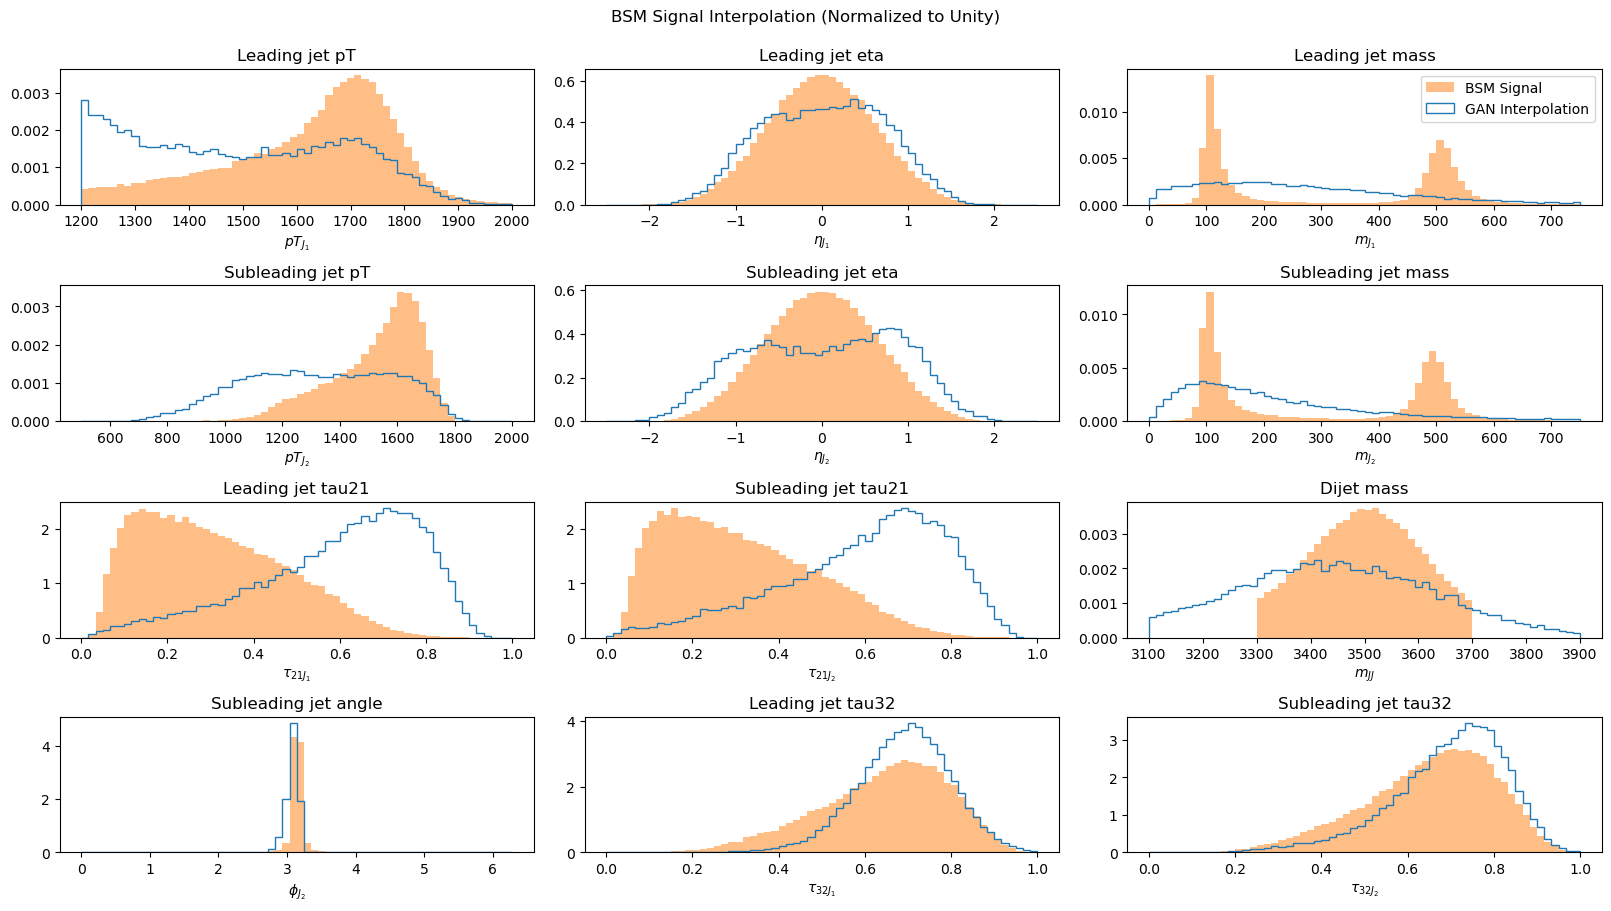 BSM Signal Interpolation (Normalized to Unity)
Leading jet pT
0.003
0.002
0.001
0.000
1200 1300 1400 1500 1600 1700 1800 1900 2000
pT_{J_1}
Leading jet eta
0.6
0.4
0.2
0.0
−2 −1 0 1 2
η_{J_1}
Leading jet mass
BSM Signal
GAN Interpolation
0.010
0.005
0.000
0 100 200 300 400 500 600 700
m_{J_1}
Subleading jet pT
0.003
0.002
0.001
0.000
600 800 1000 1200 1400 1600 1800 2000
pT_{J_2}
Subleading jet eta
0.6
0.4
0.2
0.0
−2 −1 0 1 2
η_{J_2}
Subleading jet mass
0.010
0.005
0.000
0 100 200 300 400 500 600 700
m_{J_2}
Leading jet tau21
2
1
0
0.0 0.2 0.4 0.6 0.8 1.0
τ_{21J_1}
Subleading jet tau21
2
1
0
0.0 0.2 0.4 0.6 0.8 1.0
τ_{21J_2}
Dijet mass
0.003
0.002
0.001
0.000
3100 3200 3300 3400 3500 3600 3700 3800 3900
m_{JJ}
Subleading jet angle
4
2
0
0 1 2 3 4 5 6
ϕ_{J_2}
Leading jet tau32
4
3
2
1
0
0.0 0.2 0.4 0.6 0.8 1.0
τ_{32J_1}
Subleading jet tau32
3
2
1
0
0.0 0.2 0.4 0.6 0.8 1.0
τ_{32J_2}